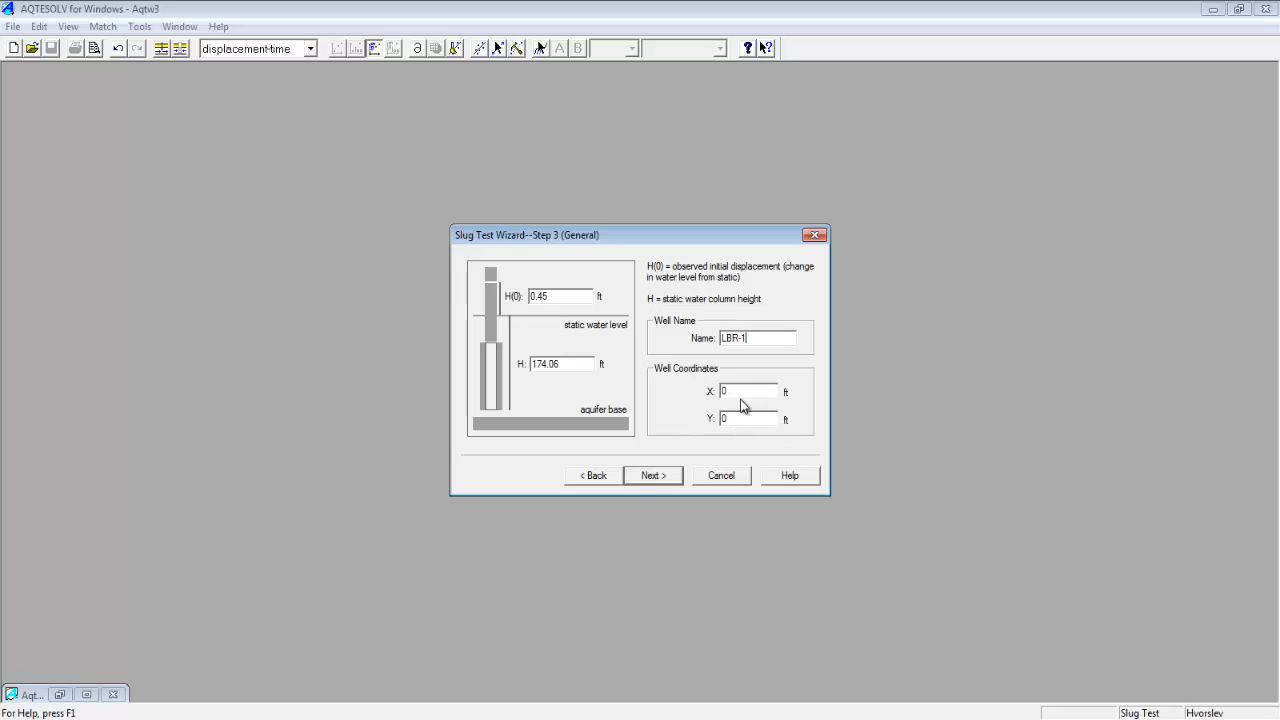 AQTESOLV for Windows - Aqtw3
File Edit View Match Tools Window Help
displacement-time
Slug Test Wizard--Step 3 (General)
H(0): 0.45 ft
static water level
H: 174.06 ft
aquifer base
H(0) = observed initial displacement (change
in water level from static)
H = static water column height
Well Name
Name: LBR-1
Well Coordinates
X: 0 ft
Y: 0 ft
< Back Next > Cancel Help
Aqt...
For Help, press F1 Slug Test Hvorslev